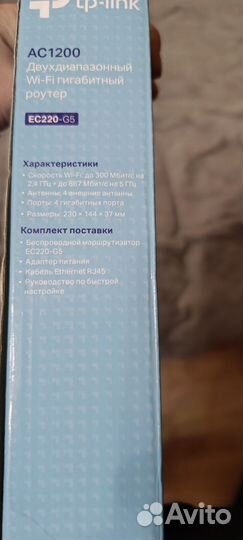 tp-link
AC1200
Двухдиапазонный
Wi-Fi гигабитный
роутер
EC220-G5
Характеристики
• Скорость Wi-Fi: до 300 Мбит/с на
2,4 ГГц + до 867 Мбит/с на 5 ГГц
• Антенны: 4 внешние антенны
• Порты: 4 гигабитных порта
• Размеры: 230 × 144 × 37 мм
Комплект поставки
• Беспроводной маршрутизатор
EC220-G5
• Адаптер питания
• Кабель Ethernet RJ45
• Руководство по быстрой
настройке
Avito